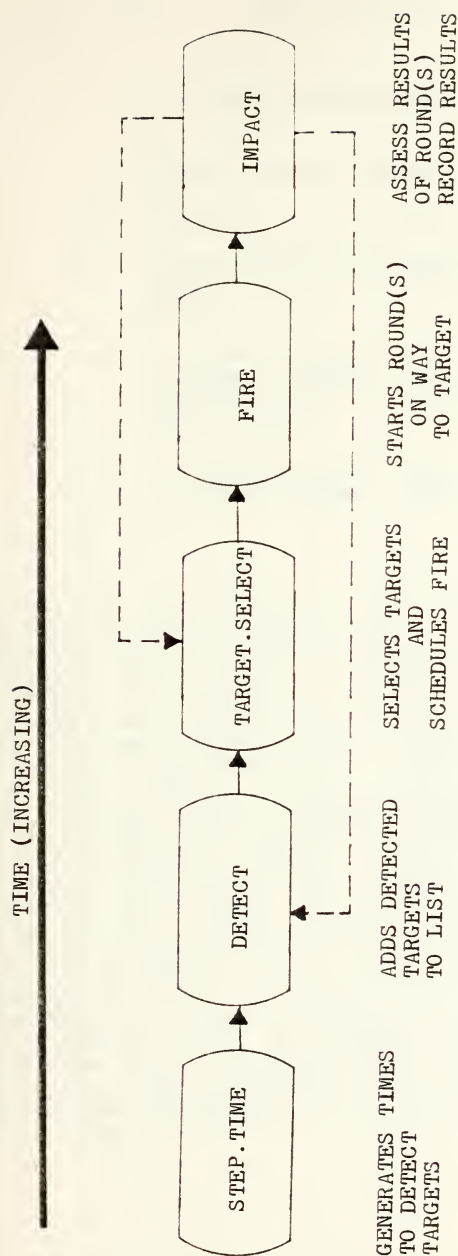 TIME (INCREASING)
STEP.TIME
DETECT
TARGET.SELECT
FIRE
IMPACT
GENERATES TIMES
TO DETECT
TARGETS
ADDS DETECTED
TARGETS
TO LIST
SELECTS TARGETS
AND
SCHEDULES FIRE
STARTS ROUND(S)
ON WAY
TO TARGET
ASSESS RESULTS
OF ROUND(S)
RECORD RESULTS